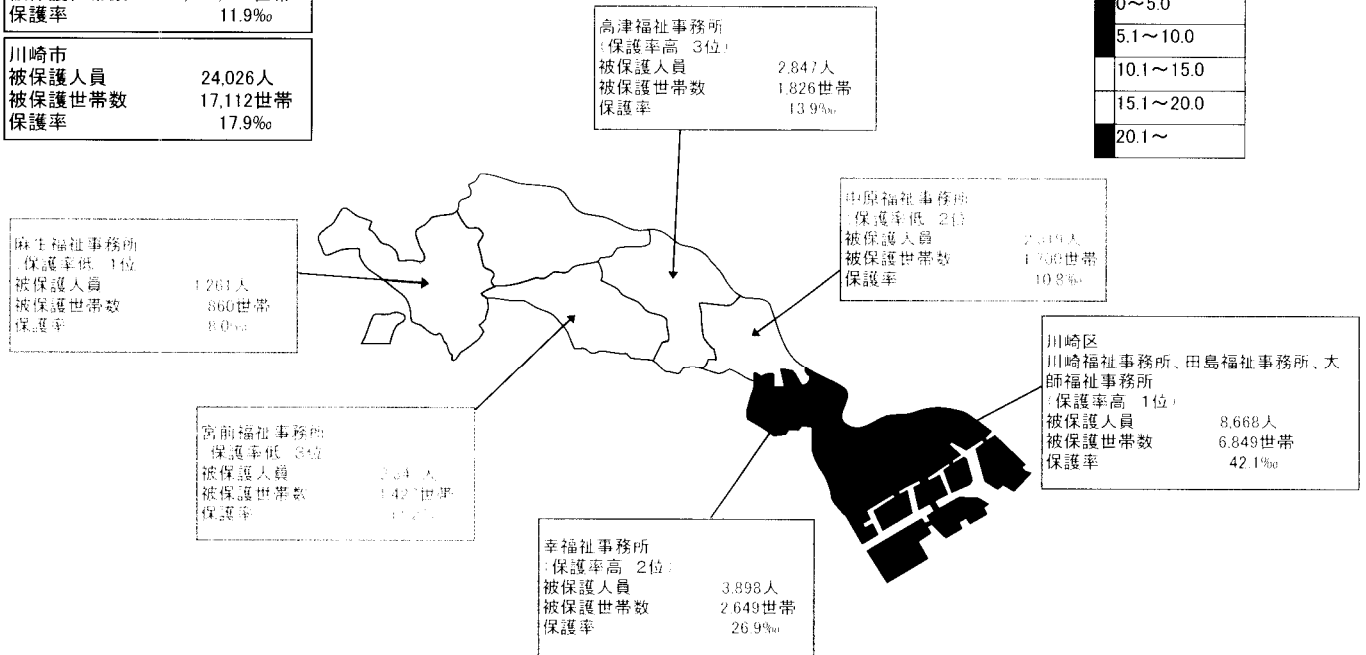 保護率 11.9‰
川崎市
被保護人員 24,026人
被保護世帯数 17,112世帯
保護率 17.9‰
高津福祉事務所
(保護率高 3位)
被保護人員 2,847人
被保護世帯数 1,826世帯
保護率 13.9‰
0～5.0
5.1～10.0
10.1～15.0
15.1～20.0
20.1～
麻生福祉事務所
(保護率低 1位
被保護人員 1,261人
被保護世帯数 860世帯
保護率 8.0‰
中原福祉事務所
(保護率低 2位)
被保護人員
被保護世帯数 1,700世帯
保護率 10.8‰
川崎区
川崎福祉事務所、田島福祉事務所、大
師福祉事務所
(保護率高 1位)
被保護人員 8,668人
被保護世帯数 6,849世帯
保護率 42.1‰
宮前福祉事務所
保護率低 3位
被保護人員
被保護世帯数
保護率
幸福祉事務所
(保護率高 2位)
被保護人員 3,898人
被保護世帯数 2,649世帯
保護率 26.9‰